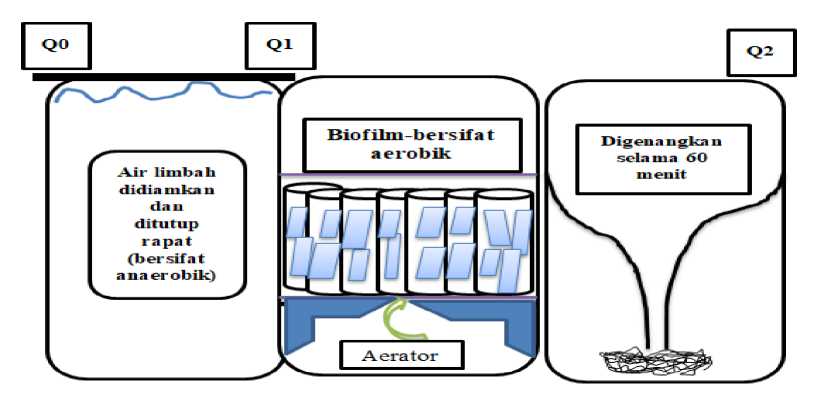 Q0
Q1
Q2
Air limbah
didiamkan
dan
ditutup
rapat
(bersifat
anaerobik)
Biofilm-bersifat
aerobik
Aerator
Digenangkan
selama 60
menit